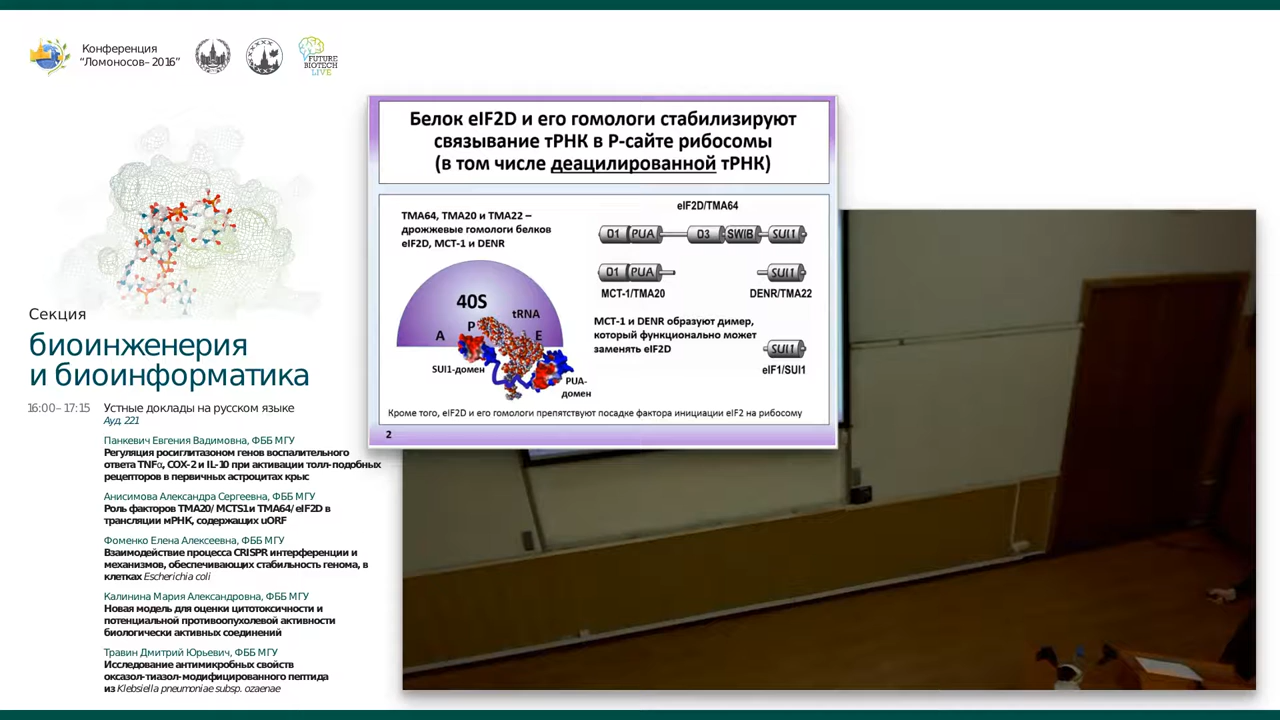 Конференция
“Ломоносов–2016”
FUTURE
BIOTECH
LIVE
Секция
биоинженерия
и биоинформатика
16:00–17:15 Устные доклады на русском языке
Ауд. 221
Панкевич Евгения Вадимовна, ФББ МГУ
Регуляция росиглитазоном генов воспалительного
ответа TNFα, COX-2 и IL-10 при активации толл-подобных
рецепторов в первичных астроцитах крыс
Анисимова Александра Сергеевна, ФББ МГУ
Роль факторов TMA20/MCTS1 и TMA64/eIF2D в
трансляции мРНК, содержащих uORF
Фоменко Елена Алексеевна, ФББ МГУ
Взаимодействие процесса CRISPR интерференции и
механизмов, обеспечивающих стабильность генома, в
клетках Escherichia coli
Калинина Мария Александровна, ФББ МГУ
Новая модель для оценки цитотоксичности и
потенциальной противоопухолевой активности
биологически активных соединений
Травин Дмитрий Юрьевич, ФББ МГУ
Исследование антимикробных свойств
оксазол-тиазол-модифицированного пептида
из Klebsiella pneumoniae subsp. ozaenae
Белок eIF2D и его гомологи стабилизируют
связывание тРНК в Р-сайте рибосомы
(в том числе деацилированной тРНК)
TMA64, TMA20 и TMA22 –
дрожжевые гомологи белков
eIF2D, MCT-1 и DENR
40S
tRNA
A P E
SUI1-домен
PUA-
домен
eIF2D/TMA64
D1 PUA D3 SWIB SUI1
D1 PUA SUI1
MCT-1/TMA20 DENR/TMA22
MCT-1 и DENR образуют димер,
который функционально может
заменять eIF2D
SUI1
eIF1/SUI1
Кроме того, eIF2D и его гомологи препятствуют посадке фактора инициации eIF2 на рибосому
2